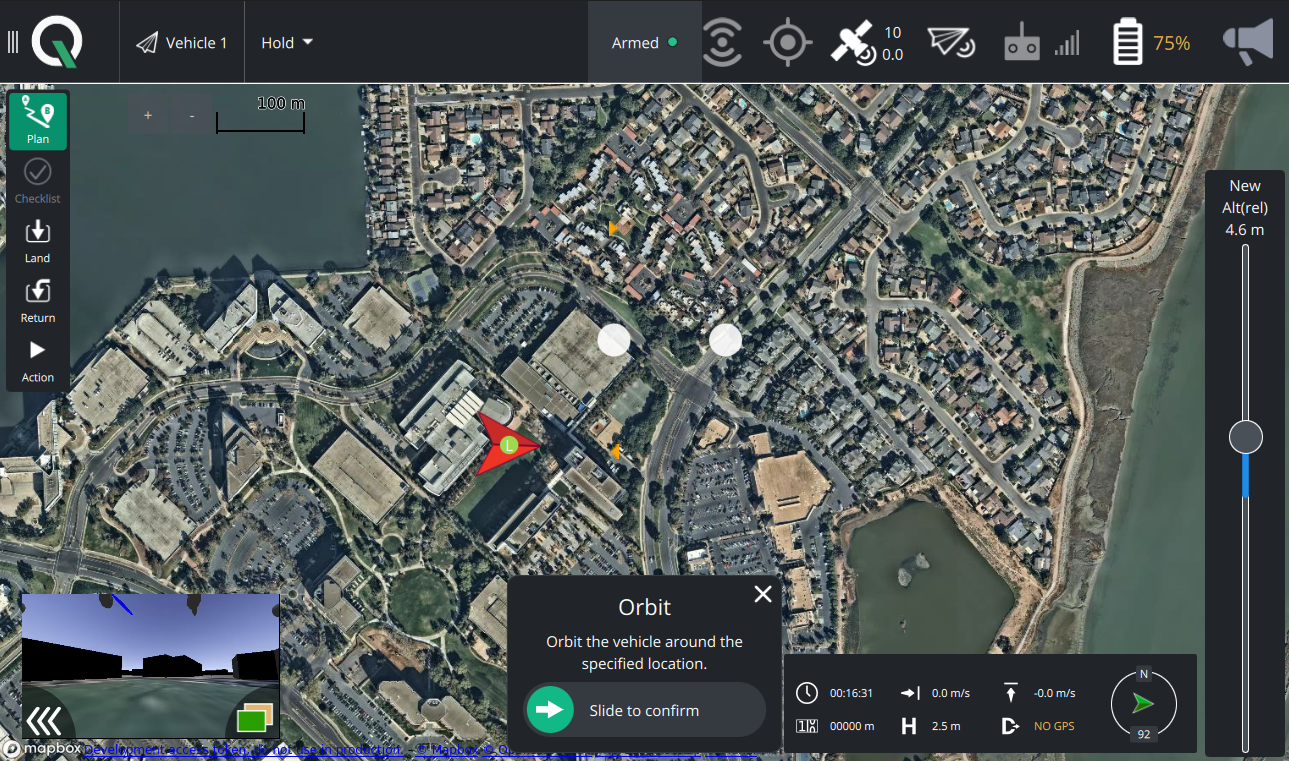 Vehicle 1
Hold
Armed
10
0.0
75%
Plan
Checklist
Land
Return
Action
+
-
100 m
L
New
Alt(rel)
4.6 m
Orbit
Orbit the vehicle around the
specified location.
Slide to confirm
00:16:31
0.0 m/s
-0.0 m/s
00000 m
H
2.5 m
D
NO GPS
N
92
mapbox
Development access token, do not use in production. - © Mapbox ©